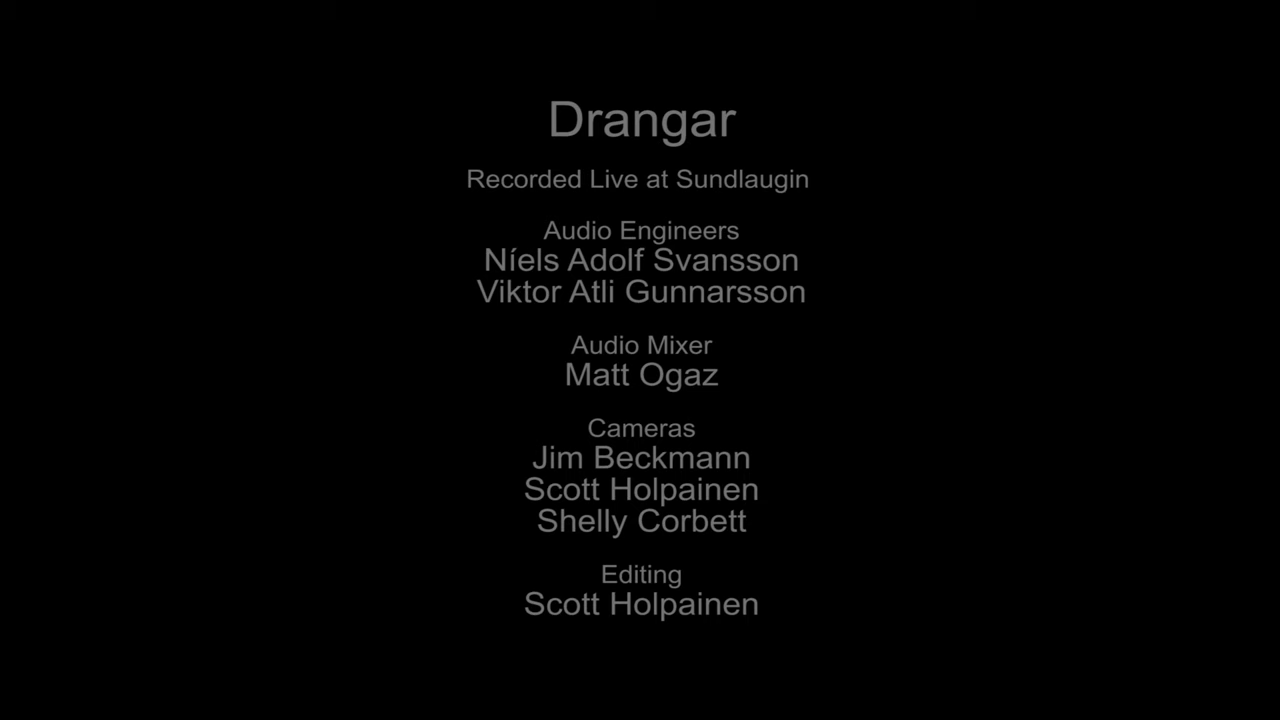 Drangar
Recorded Live at Sundlaugin
Audio Engineers
Níels Adolf Svansson
Viktor Atli Gunnarsson
Audio Mixer
Matt Ogaz
Cameras
Jim Beckmann
Scott Holpainen
Shelly Corbett
Editing
Scott Holpainen